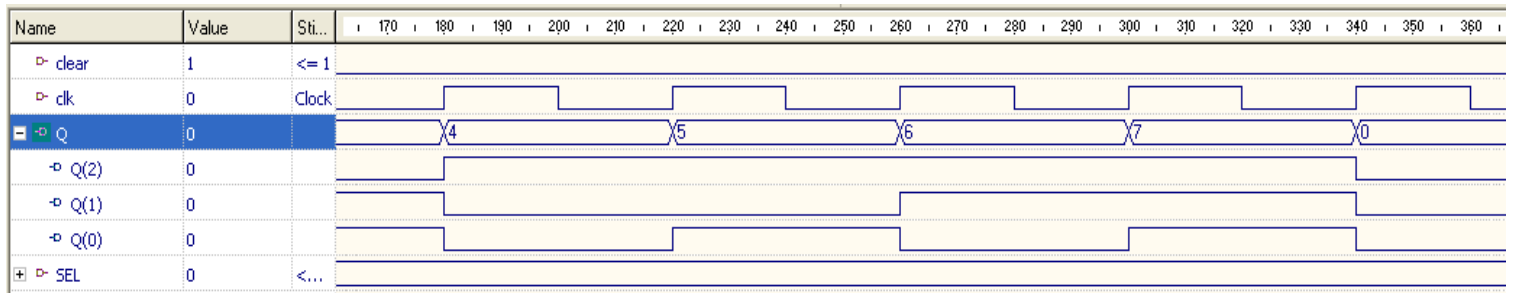 Name Value Sti... 170 180 190 200 210 220 230 240 250 260 270 280 290 300 310 320 330 340 350 360
clear 1 <= 1
clk 0 Clock
Q 0 4 5 6 7 0
Q(2) 0
Q(1) 0
Q(0) 0
SEL 0 <...